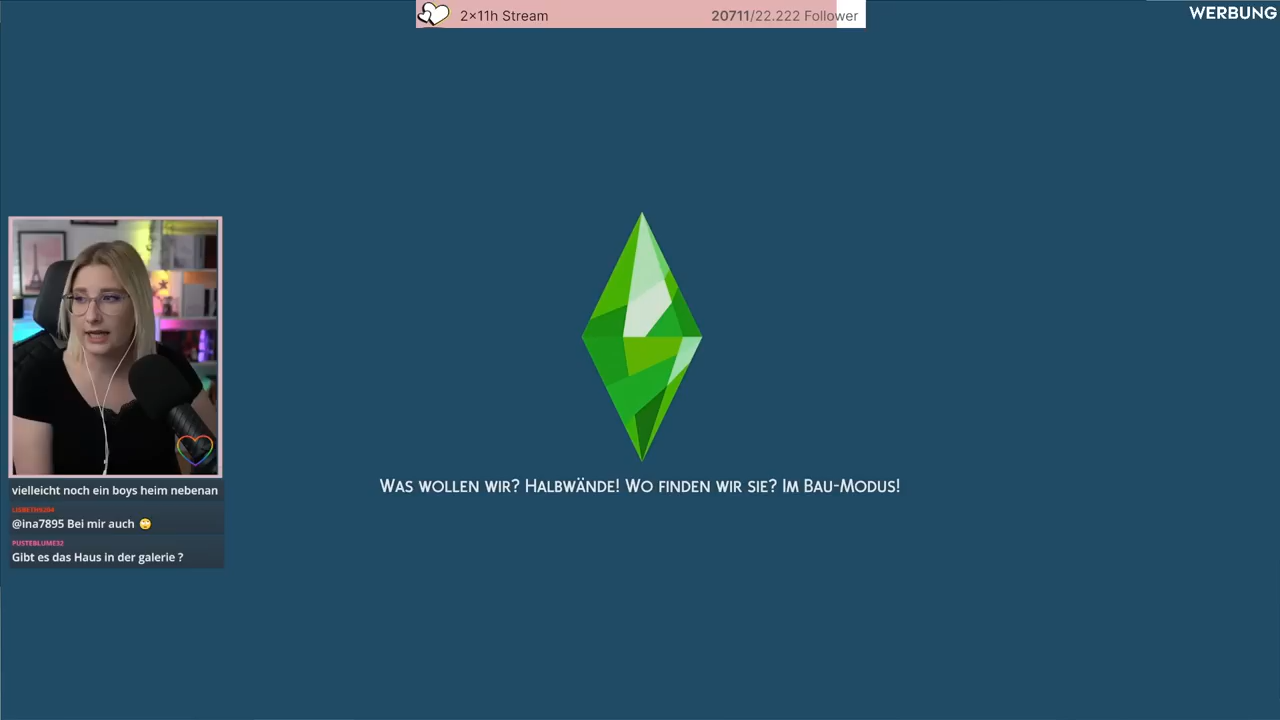 2×11h Stream 20711/22.222 Follower
WERBUNG
WAS WOLLEN WIR? HALBWÄNDE! WO FINDEN WIR SIE? IM BAU-MODUS!
vielleicht noch ein boys heim nebenan
@ina7895 Bei mir auch 🙄
PUSTEBLUME32
Gibt es das Haus in der galerie ?